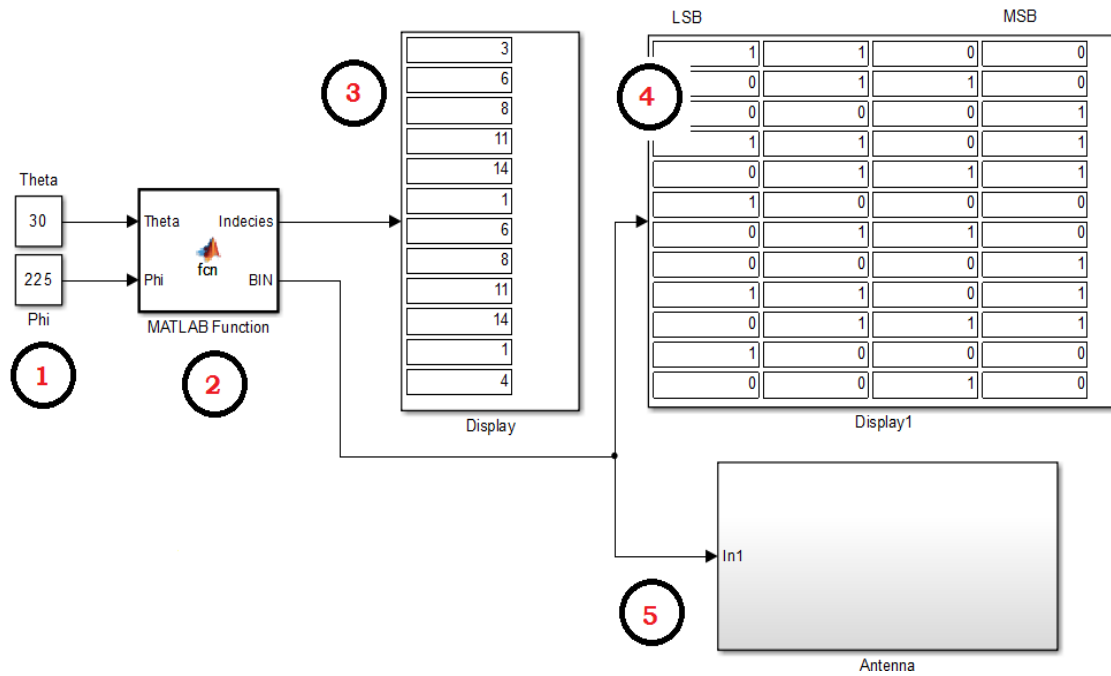 LSB MSB
3
6
8
11
14
1
6
8
11
14
1
4
Display
3
1 1 0 0
0 1 1 0
0 0 0 1
1 1 0 1
0 1 1 1
1 0 0 0
0 1 1 0
0 0 0 1
1 1 0 1
0 1 1 1
1 0 0 0
0 0 1 0
Display1
4
Theta
30
225
Phi
1
Theta Indecies
fcn
Phi BIN
MATLAB Function
2
In1
Antenna
5